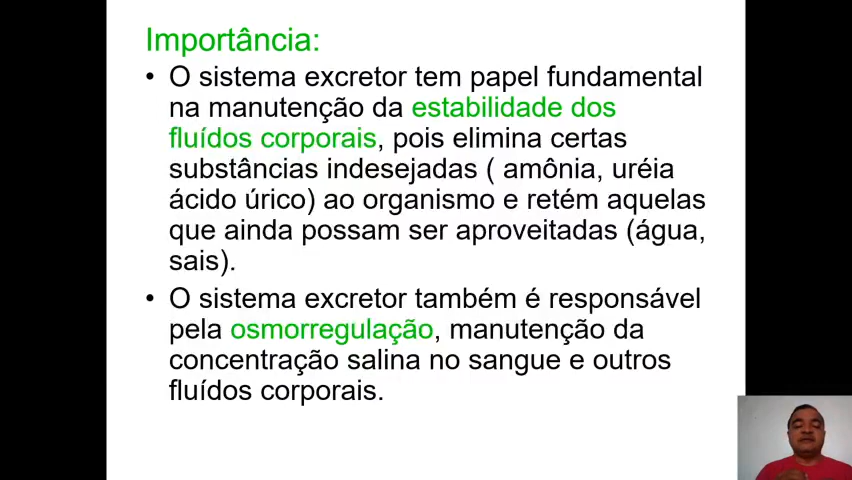 Importância:
• O sistema excretor tem papel fundamental
na manutenção da estabilidade dos
fluídos corporais, pois elimina certas
substâncias indesejadas ( amônia, uréia
ácido úrico) ao organismo e retém aquelas
que ainda possam ser aproveitadas (água,
sais).
• O sistema excretor também é responsável
pela osmorregulação, manutenção da
concentração salina no sangue e outros
fluídos corporais.